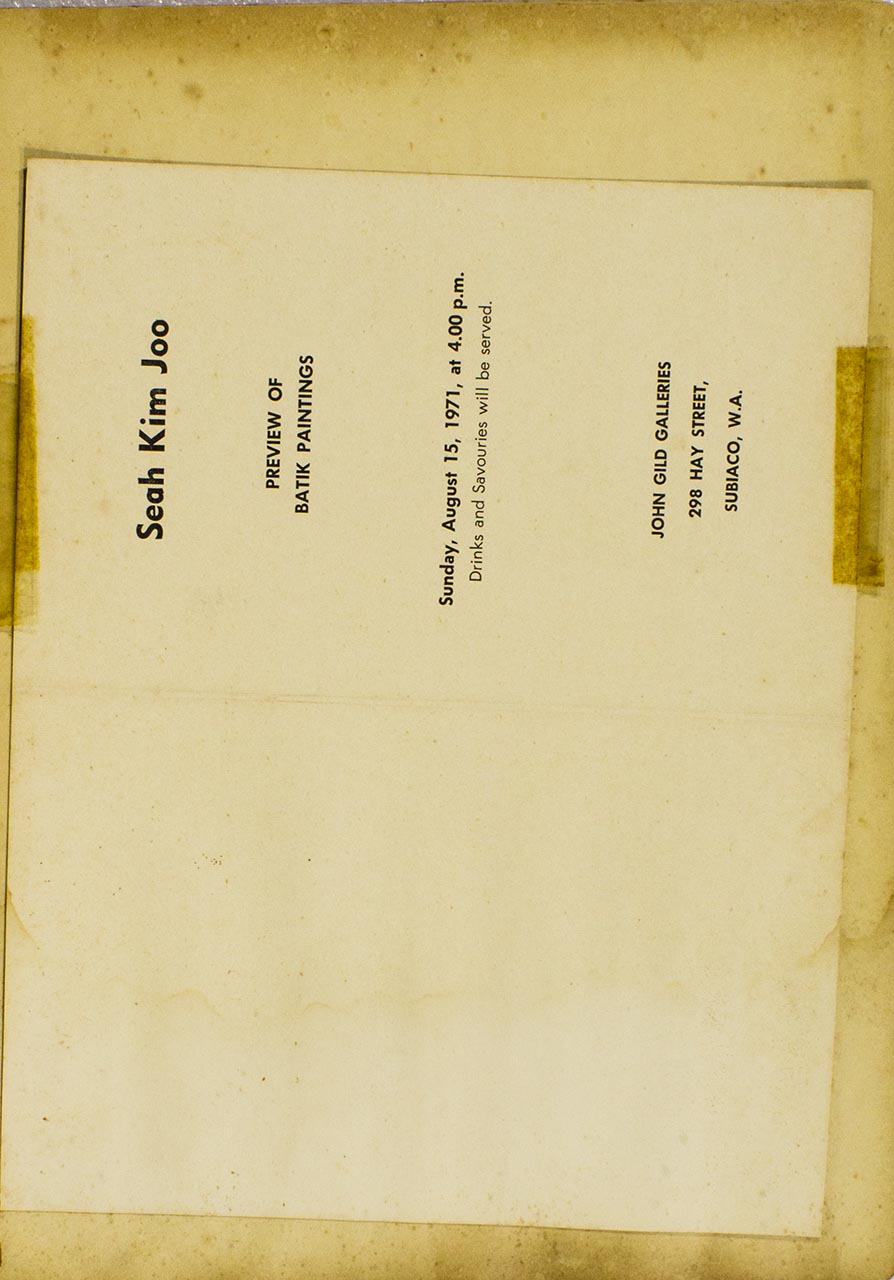 Seah Kim Joo
PREVIEW OF
BATIK PAINTINGS
Sunday, August 15, 1971, at 4.00 p.m.
Drinks and Savouries will be served.
JOHN GILD GALLERIES
298 HAY STREET,
SUBIACO, W.A.